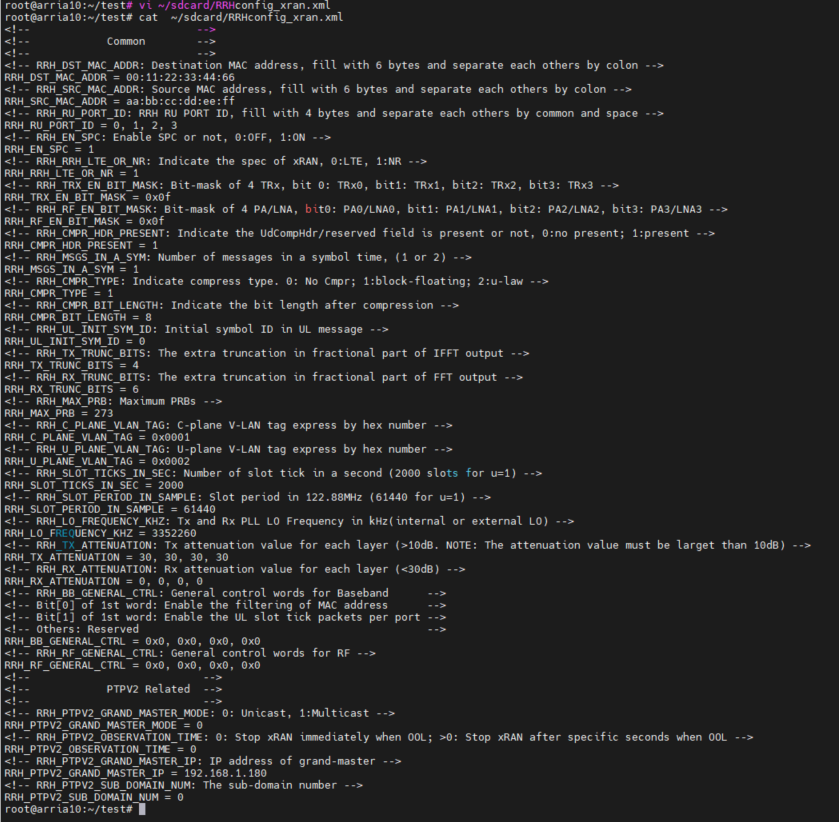 root@arria10:~/test# vi ~/sdcard/RRHconfig_xran.xml
root@arria10:~/test# cat  ~/sdcard/RRHconfig_xran.xml
<!--                          -->
<!--            Common        -->
<!--                          -->
<!-- RRH_DST_MAC_ADDR: Destination MAC address, fill with 6 bytes and separate each others by colon -->
RRH_DST_MAC_ADDR = 00:11:22:33:44:66
<!-- RRH_SRC_MAC_ADDR: Source MAC address, fill with 6 bytes and separate each others by colon -->
RRH_SRC_MAC_ADDR = aa:bb:cc:dd:ee:ff
<!-- RRH_RU_PORT_ID: RRH RU PORT ID, fill with 4 bytes and separate each others by common and space -->
RRH_RU_PORT_ID = 0, 1, 2, 3
<!-- RRH_EN_SPC: Enable SPC or not, 0:OFF, 1:ON -->
RRH_EN_SPC = 1
<!-- RRH_RRH_LTE_OR_NR: Indicate the spec of xRAN, 0:LTE, 1:NR -->
RRH_RRH_LTE_OR_NR = 1
<!-- RRH_TRX_EN_BIT_MASK: Bit-mask of 4 TRx, bit 0: TRx0, bit1: TRx1, bit2: TRx2, bit3: TRx3 -->
RRH_TRX_EN_BIT_MASK = 0x0f
<!-- RRH_RF_EN_BIT_MASK: Bit-mask of 4 PA/LNA, bit0: PA0/LNA0, bit1: PA1/LNA1, bit2: PA2/LNA2, bit3: PA3/LNA3 -->
RRH_RF_EN_BIT_MASK = 0x0f
<!-- RRH_CMPR_HDR_PRESENT: Indicate the UdCompHdr/reserved field is present or not, 0:no present; 1:present -->
RRH_CMPR_HDR_PRESENT = 1
<!-- RRH_MSGS_IN_A_SYM: Number of messages in a symbol time, (1 or 2) -->
RRH_MSGS_IN_A_SYM = 1
<!-- RRH_CMPR_TYPE: Indicate compress type. 0: No Cmpr; 1:block-floating; 2:u-law -->
RRH_CMPR_TYPE = 1
<!-- RRH_CMPR_BIT_LENGTH: Indicate the bit length after compression -->
RRH_CMPR_BIT_LENGTH = 8
<!-- RRH_UL_INIT_SYM_ID: Initial symbol ID in UL message -->
RRH_UL_INIT_SYM_ID = 0
<!-- RRH_TX_TRUNC_BITS: The extra truncation in fractional part of IFFT output -->
RRH_TX_TRUNC_BITS = 4
<!-- RRH_RX_TRUNC_BITS: The extra truncation in fractional part of FFT output -->
RRH_RX_TRUNC_BITS = 6
<!-- RRH_MAX_PRB: Maximum PRBs -->
RRH_MAX_PRB = 273
<!-- RRH_C_PLANE_VLAN_TAG: C-plane V-LAN tag express by hex number -->
RRH_C_PLANE_VLAN_TAG = 0x0001
<!-- RRH_U_PLANE_VLAN_TAG: U-plane V-LAN tag express by hex number -->
RRH_U_PLANE_VLAN_TAG = 0x0002
<!-- RRH_SLOT_TICKS_IN_SEC: Number of slot tick in a second (2000 slots for u=1) -->
RRH_SLOT_TICKS_IN_SEC = 2000
<!-- RRH_SLOT_PERIOD_IN_SAMPLE: Slot period in 122.88MHz (61440 for u=1) -->
RRH_SLOT_PERIOD_IN_SAMPLE = 61440
<!-- RRH_LO_FREQUENCY_KHZ: Tx and Rx PLL LO Frequency in kHz(internal or external LO) -->
RRH_LO_FREQUENCY_KHZ = 3352260
<!-- RRH_TX_ATTENUATION: Tx attenuation value for each layer (>10dB. NOTE: The attenuation value must be larget than 10dB) -->
RRH_TX_ATTENUATION = 30, 30, 30, 30
<!-- RRH_RX_ATTENUATION: Rx attenuation value for each layer (<30dB) -->
RRH_RX_ATTENUATION = 0, 0, 0, 0
<!-- RRH_BB_GENERAL_CTRL: General control words for Baseband      -->
<!-- Bit[0] of 1st word: Enable the filtering of MAC address      -->
<!-- Bit[1] of 1st word: Enable the UL slot tick packets per port -->
<!-- Others: Reserved                                             -->
RRH_BB_GENERAL_CTRL = 0x0, 0x0, 0x0, 0x0
<!-- RRH_RF_GENERAL_CTRL: General control words for RF -->
RRH_RF_GENERAL_CTRL = 0x0, 0x0, 0x0, 0x0
<!--                           -->
<!--            PTPV2 Related  -->
<!--                           -->
<!-- RRH_PTPV2_GRAND_MASTER_MODE: 0: Unicast, 1:Multicast -->
RRH_PTPV2_GRAND_MASTER_MODE = 0
<!-- RRH_PTPV2_OBSERVATION_TIME: 0: Stop xRAN immediately when OOL; >0: Stop xRAN after specific seconds when OOL -->
RRH_PTPV2_OBSERVATION_TIME = 0
<!-- RRH_PTPV2_GRAND_MASTER_IP: IP address of grand-master -->
RRH_PTPV2_GRAND_MASTER_IP = 192.168.1.180
<!-- RRH_PTPV2_SUB_DOMAIN_NUM: The sub-domain number -->
RRH_PTPV2_SUB_DOMAIN_NUM = 0
root@arria10:~/test#